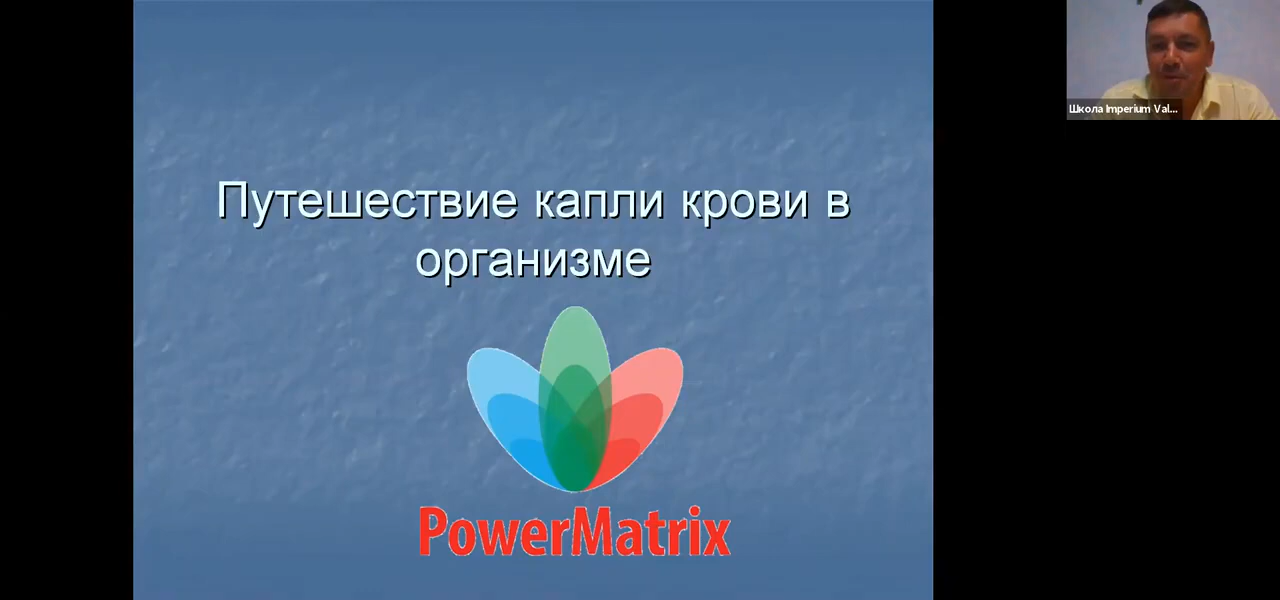 Путешествие капли крови в
организме
PowerMatrix
Школа Imperium Val...